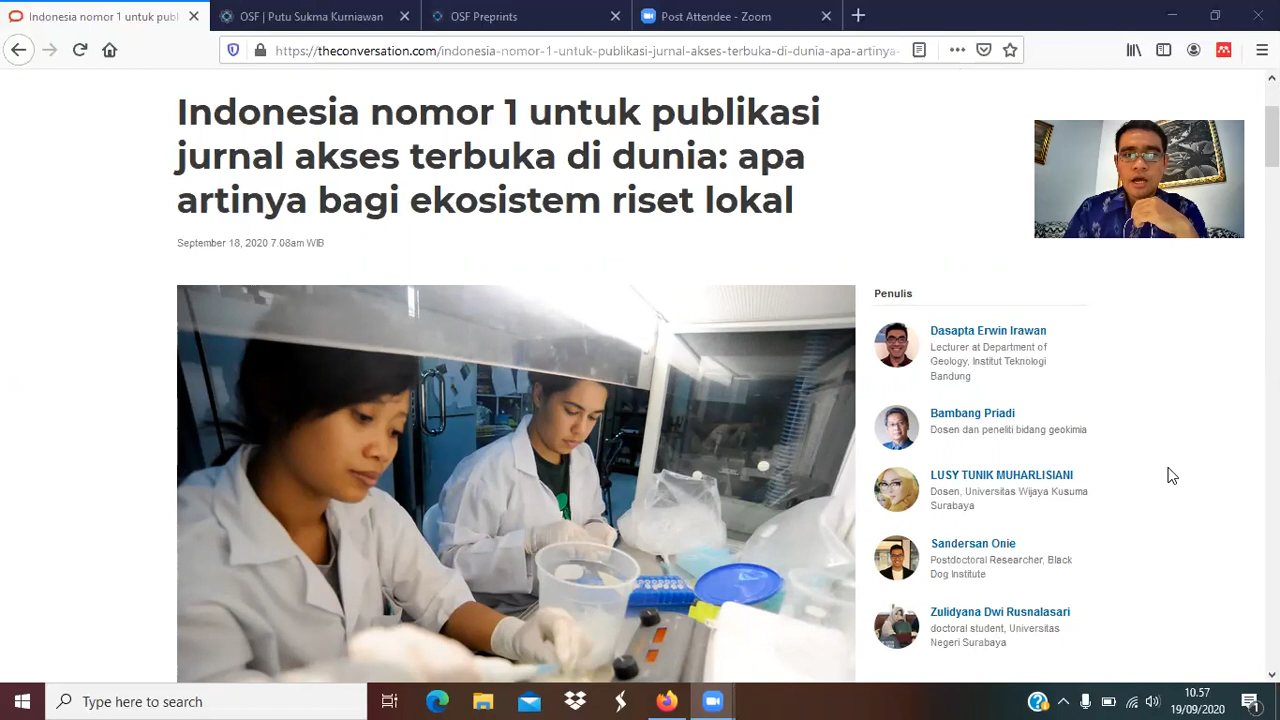 Indonesia nomor 1 untuk publ
OSF | Putu Sukma Kurniawan
OSF Preprints
Post Attendee - Zoom
https://theconversation.com/indonesia-nomor-1-untuk-publikasi-jurnal-akses-terbuka-di-dunia-apa-artinya-
Indonesia nomor 1 untuk publikasi
jurnal akses terbuka di dunia: apa
artinya bagi ekosistem riset lokal
September 18, 2020 7.08am WIB
Penulis
Dasapta Erwin Irawan
Lecturer at Department of
Geology, Institut Teknologi
Bandung
Bambang Priadi
Dosen dan peneliti bidang geokimia
LUSY TUNIK MUHARLISIANI
Dosen, Universitas Wijaya Kusuma
Surabaya
Sandersan Onie
Postdoctoral Researcher, Black
Dog Institute
Zulidyana Dwi Rusnalasari
doctoral student, Universitas
Negeri Surabaya
Type here to search
10.57
19/09/2020
1